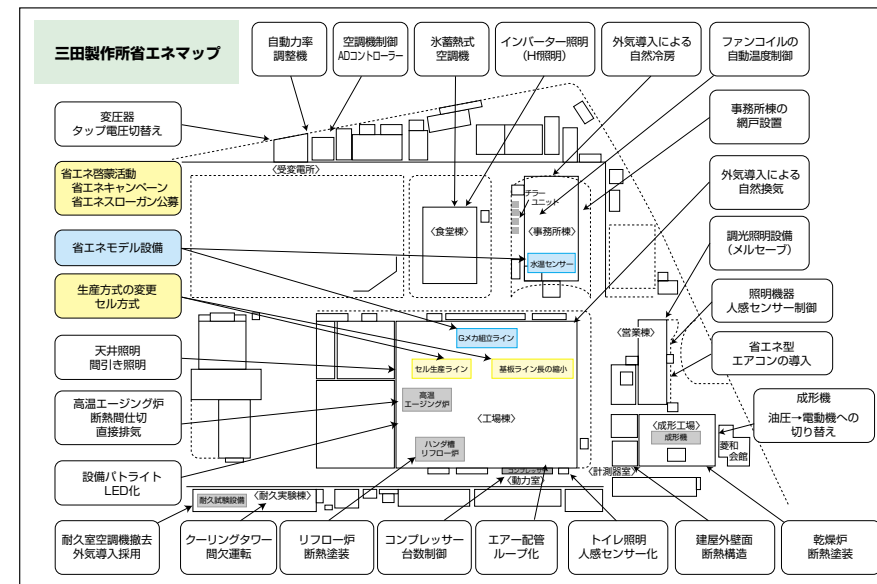 三田製作所省エネマップ
自動力率
調整機
空調機制御
ADコントローラー
氷蓄熱式
空調機
インバーター照明
(Hf照明)
外気導入による
自然冷房
ファンコイルの
自動温度制御
変圧器
タップ電圧切替え
事務所棟の
網戸設置
省エネ啓蒙活動
省エネキャンペーン
省エネスローガン公募
外気導入による
自然換気
省エネモデル設備
調光照明設備
(メルセーブ)
生産方式の変更
セル方式
照明機器
人感センサー制御
天井照明
間引き照明
省エネ型
エアコンの導入
高温エージング炉
断熱間仕切
直接排気
成形機
油圧→電動機への
切り替え
設備パトライト
LED化
〈受変電所〉
チラー
ユニット
〈食堂棟〉
〈事務所棟〉
水温センサー
Gメカ組立ライン
〈営業棟〉
セル生産ライン
基板ライン長の縮小
高温
エージング炉
〈工場棟〉
〈成形工場〉
成形機
菱和
会館
ハンダ槽
リフロー炉
コンプレッサー
〈動力室〉
〈計測器室〉
耐久試験設備
〈耐久実験棟〉
耐久室空調機撤去
外気導入採用
クーリングタワー
間欠運転
リフロー炉
断熱塗装
コンプレッサー
台数制御
エアー配管
ループ化
トイレ照明
人感センサー化
建屋外壁面
断熱構造
乾燥炉
断熱塗装